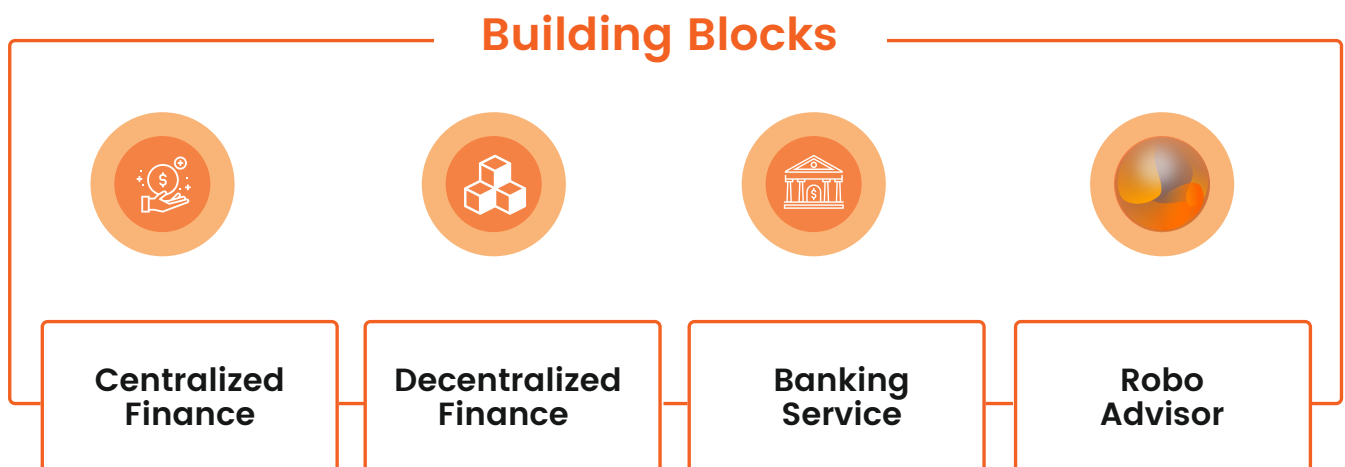 Building Blocks
Centralized
Finance
Decentralized
Finance
Banking
Service
Robo
Advisor